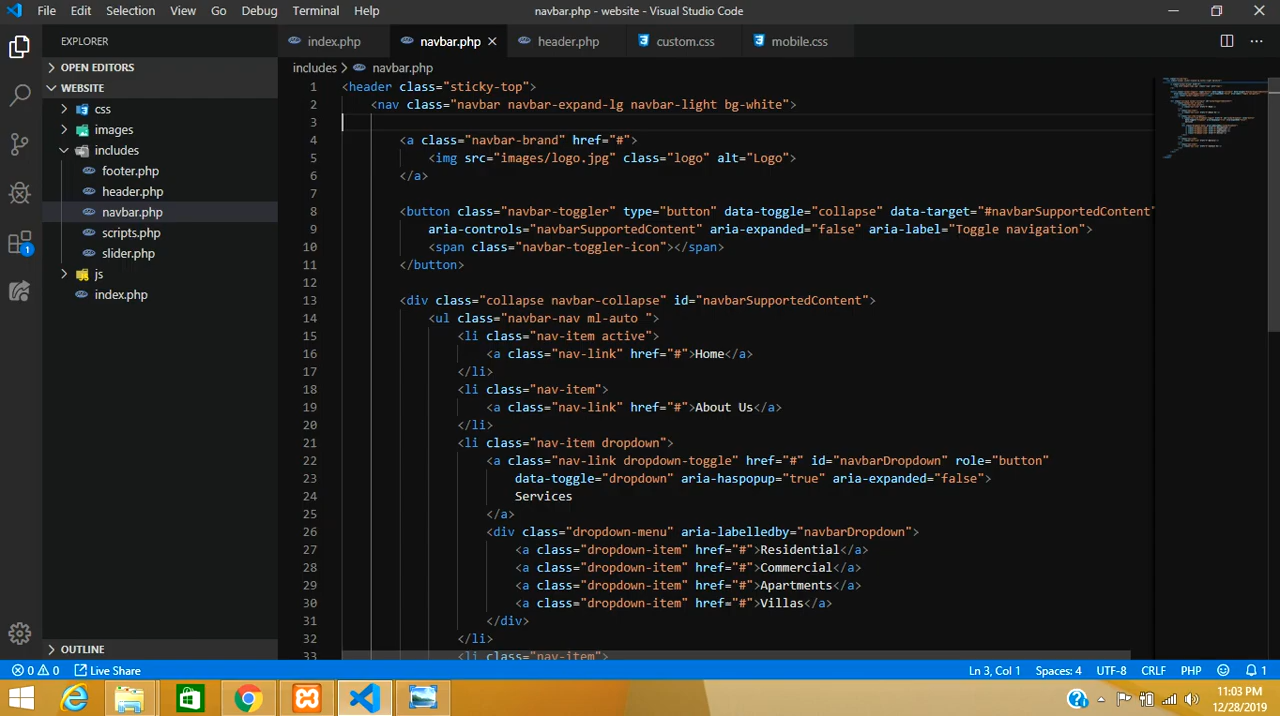 File Edit Selection View Go Debug Terminal Help
navbar.php - website - Visual Studio Code
EXPLORER
index.php navbar.php header.php custom.css mobile.css
OPEN EDITORS
includes navbar.php
WEBSITE
css
images
includes
footer.php
header.php
navbar.php
scripts.php
slider.php
js
index.php
OUTLINE
1 <header class="sticky-top">
2 <nav class="navbar navbar-expand-lg navbar-light bg-white">
3
4 <a class="navbar-brand" href="#">
5 <img src="images/logo.jpg" class="logo" alt="Logo">
6 </a>
7
8 <button class="navbar-toggler" type="button" data-toggle="collapse" data-target="#navbarSupportedContent"
9 aria-controls="navbarSupportedContent" aria-expanded="false" aria-label="Toggle navigation">
10 <span class="navbar-toggler-icon"></span>
11 </button>
12
13 <div class="collapse navbar-collapse" id="navbarSupportedContent">
14 <ul class="navbar-nav ml-auto ">
15 <li class="nav-item active">
16 <a class="nav-link" href="#">Home</a>
17 </li>
18 <li class="nav-item">
19 <a class="nav-link" href="#">About Us</a>
20 </li>
21 <li class="nav-item dropdown">
22 <a class="nav-link dropdown-toggle" href="#" id="navbarDropdown" role="button"
23 data-toggle="dropdown" aria-haspopup="true" aria-expanded="false">
24 Services
25 </a>
26 <div class="dropdown-menu" aria-labelledby="navbarDropdown">
27 <a class="dropdown-item" href="#">Residential</a>
28 <a class="dropdown-item" href="#">Commercial</a>
29 <a class="dropdown-item" href="#">Apartments</a>
30 <a class="dropdown-item" href="#">Villas</a>
31 </div>
32 </li>
33 <li class="nav-item">
0 0 Live Share Ln 3, Col 1 Spaces: 4 UTF-8 CRLF PHP 1
11:03 PM
12/28/2019